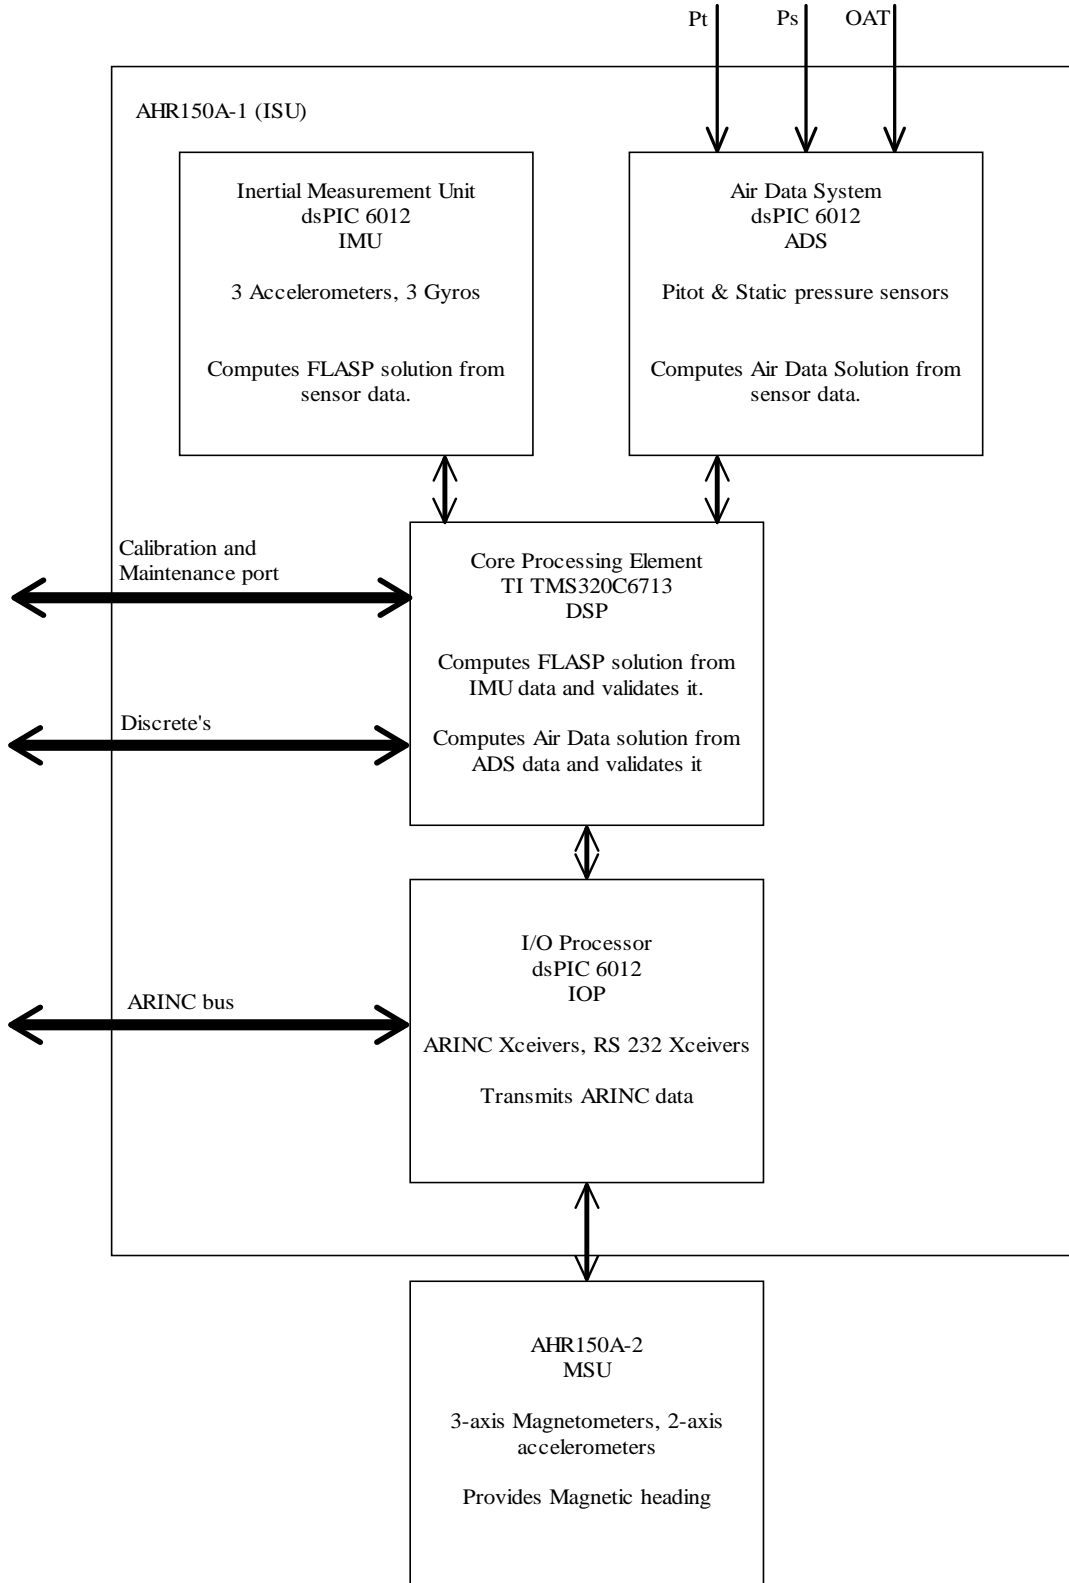 Pt
Ps
OAT
AHR150A-1 (ISU)
Inertial Measurement Unit
dsPIC 6012
IMU
3 Accelerometers, 3 Gyros
Computes FLASP solution from
sensor data.
Air Data System
dsPIC 6012
ADS
Pitot & Static pressure sensors
Computes Air Data Solution from
sensor data.
Calibration and
Maintenance port
Core Processing Element
TI TMS320C6713
DSP
Computes FLASP solution from
IMU data and validates it.
Computes Air Data solution from
ADS data and validates it
Discrete's
I/O Processor
dsPIC 6012
IOP
ARINC Xceivers, RS 232 Xceivers
Transmits ARINC data
ARINC bus
AHR150A-2
MSU
3-axis Magnetometers, 2-axis
accelerometers
Provides Magnetic heading